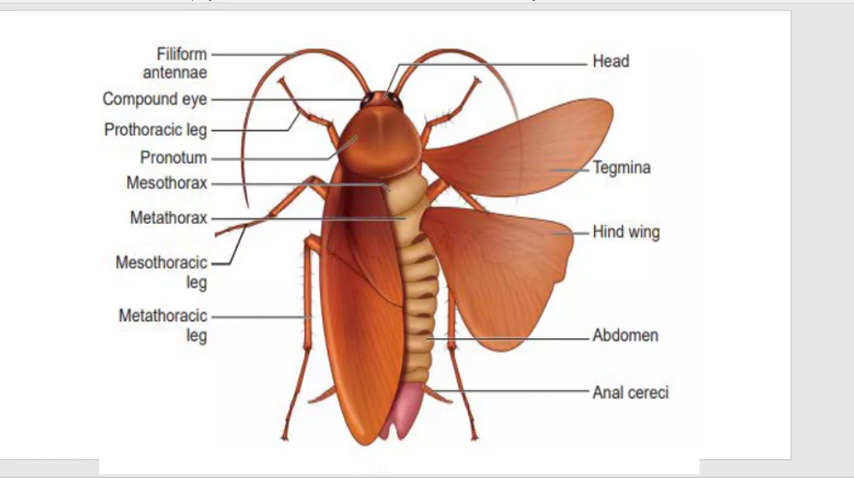 Filiform
antennae
Compound eye
Prothoracic leg
Pronotum
Mesothorax
Metathorax
Mesothoracic
leg
Metathoracic
leg
Head
Tegmina
Hind wing
Abdomen
Anal cereci